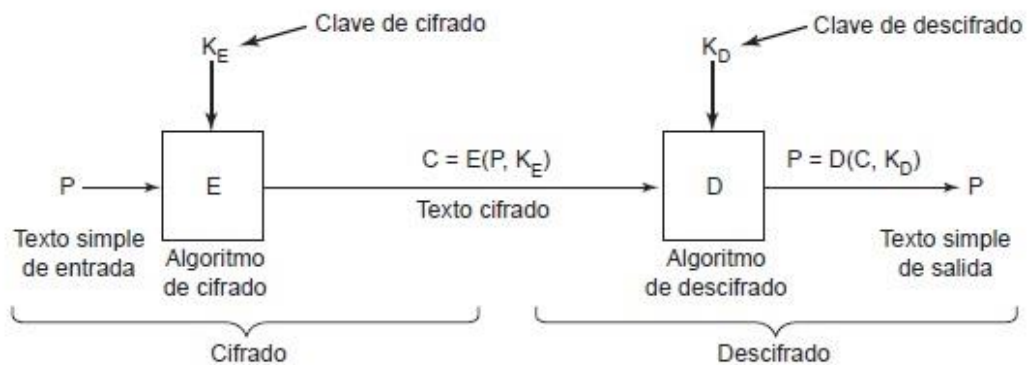 Clave de cifrado
K_E
Clave de descifrado
K_D
P
E
C = E(P, K_E)
Texto cifrado
D
P = D(C, K_D)
P
Texto simple
de entrada
Algoritmo
de cifrado
Algoritmo
de descifrado
Texto simple
de salida
Cifrado
Descifrado